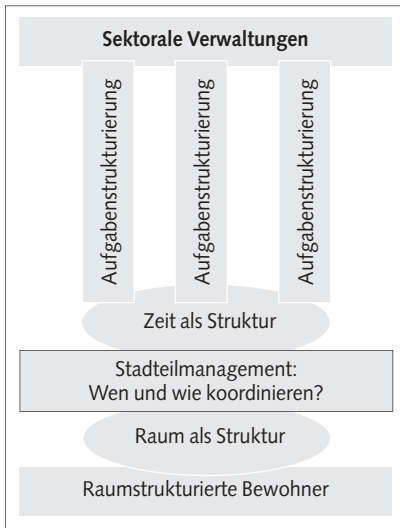 Sektorale Verwaltungen
Aufgabenstrukturierung
Aufgabenstrukturierung
Aufgabenstrukturierung
Zeit als Struktur
Stadteilmanagement:
Wen und wie koordinieren?
Raum als Struktur
Raumstrukturierte Bewohner